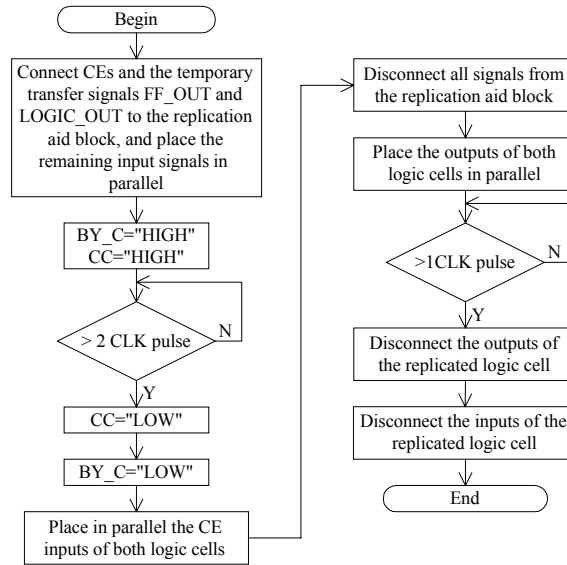 Begin
Connect CEs and the temporary
transfer signals FF_OUT and
LOGIC_OUT to the replication
aid block, and place the
remaining input signals in
parallel
BY_C="HIGH"
CC="HIGH"
> 2 CLK pulse
N
Y
CC="LOW"
BY_C="LOW"
Place in parallel the CE
inputs of both logic cells
Disconnect all signals from
the replication aid block
Place the outputs of both
logic cells in parallel
>1CLK pulse
N
Y
Disconnect the outputs of
the replicated logic cell
Disconnect the inputs of the
replicated logic cell
End